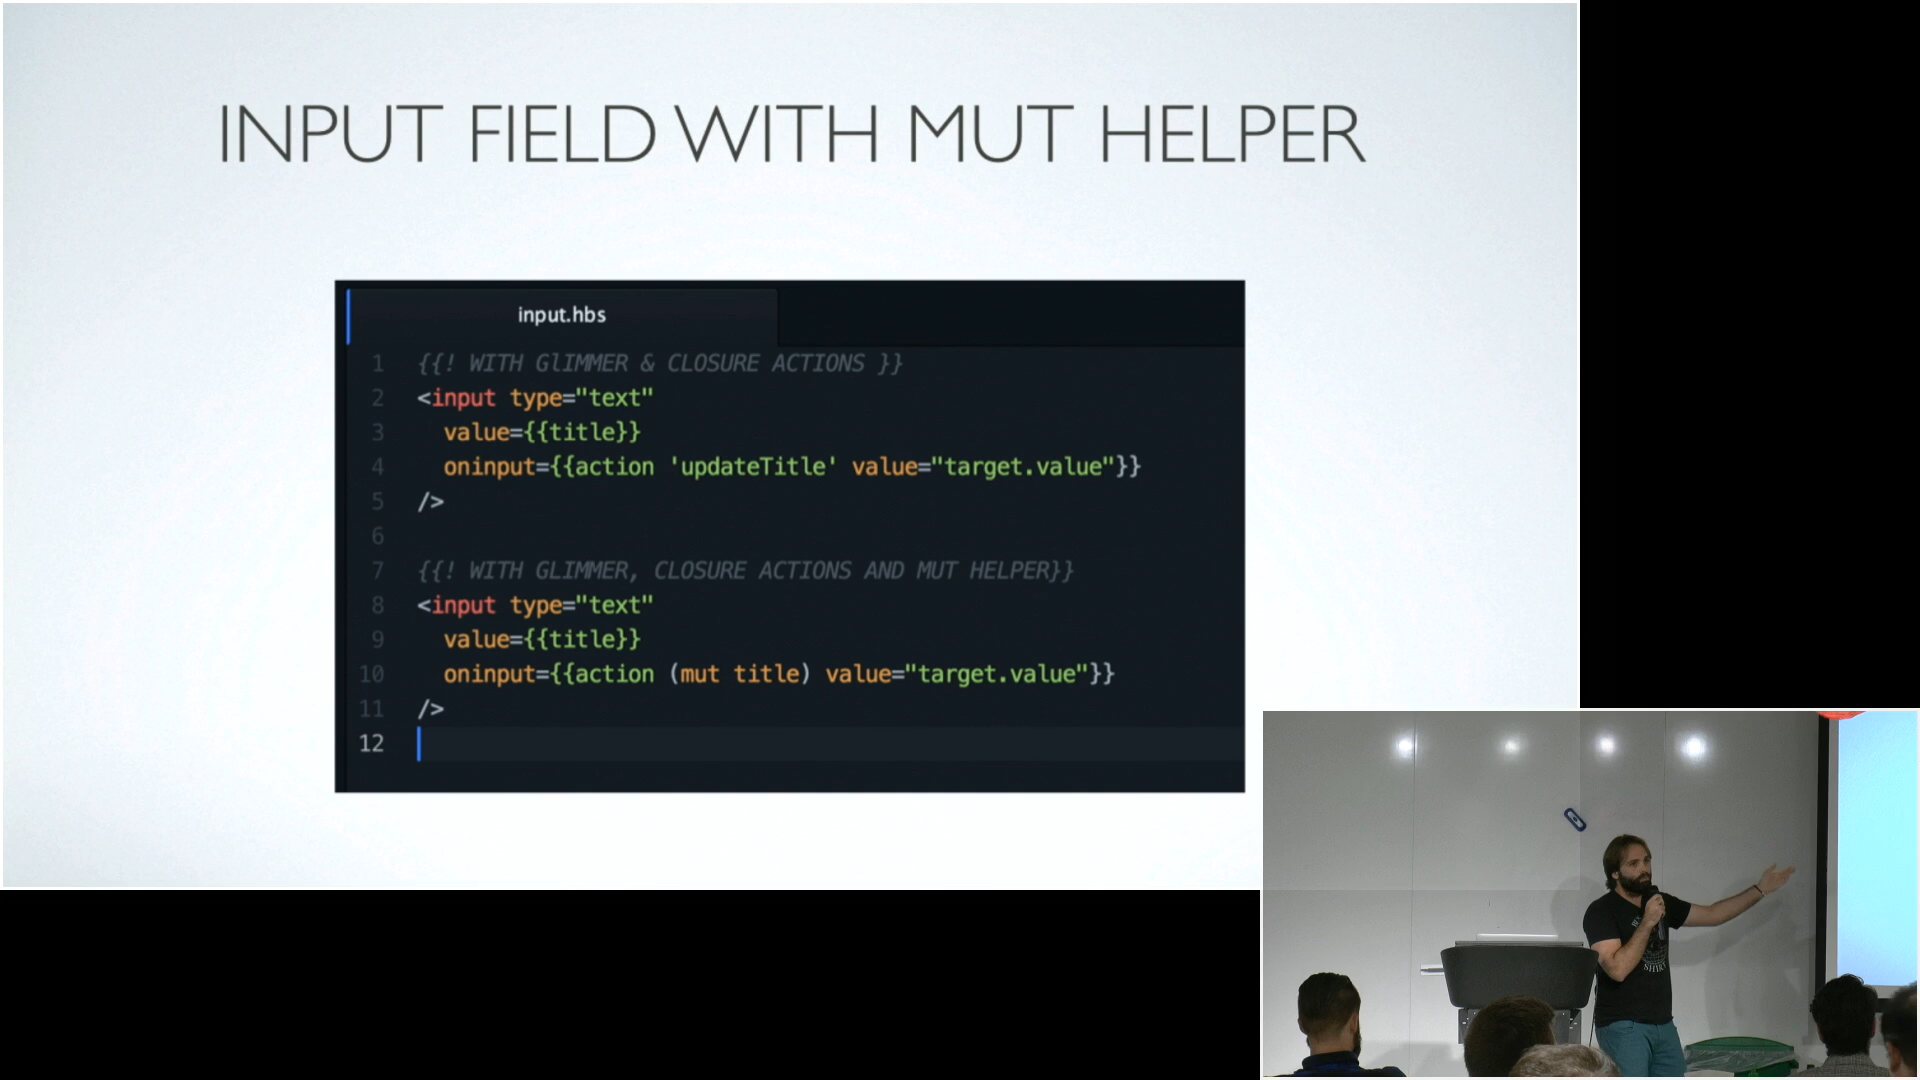 INPUT FIELD WITH MUT HELPER
input.hbs
1 {{! WITH GlIMMER & CLOSURE ACTIONS }}
2 <input type="text"
3 value={{title}}
4 oninput={{action 'updateTitle' value="target.value"}}
5 />
6
7 {{! WITH GLIMMER, CLOSURE ACTIONS AND MUT HELPER}}
8 <input type="text"
9 value={{title}}
10 oninput={{action (mut title) value="target.value"}}
11 />
12